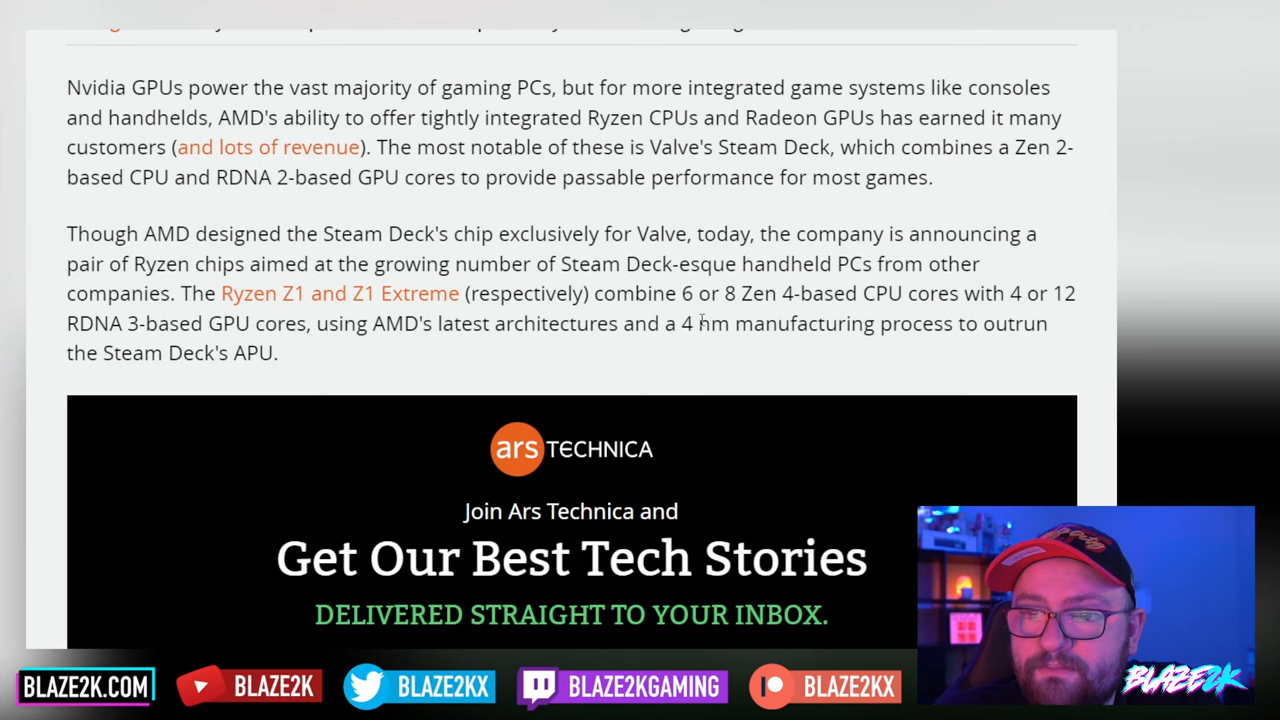 Nvidia GPUs power the vast majority of gaming PCs, but for more integrated game systems like consoles
and handhelds, AMD's ability to offer tightly integrated Ryzen CPUs and Radeon GPUs has earned it many
customers (and lots of revenue). The most notable of these is Valve's Steam Deck, which combines a Zen 2-
based CPU and RDNA 2-based GPU cores to provide passable performance for most games.
Though AMD designed the Steam Deck's chip exclusively for Valve, today, the company is announcing a
pair of Ryzen chips aimed at the growing number of Steam Deck-esque handheld PCs from other
companies. The Ryzen Z1 and Z1 Extreme (respectively) combine 6 or 8 Zen 4-based CPU cores with 4 or 12
RDNA 3-based GPU cores, using AMD's latest architectures and a 4 nm manufacturing process to outrun
the Steam Deck's APU.
ars TECHNICA
Join Ars Technica and
Get Our Best Tech Stories
DELIVERED STRAIGHT TO YOUR INBOX.
BLAZE2K
BLAZE2K.COM
BLAZE2K
BLAZE2KX
BLAZE2KGAMING
BLAZE2KX